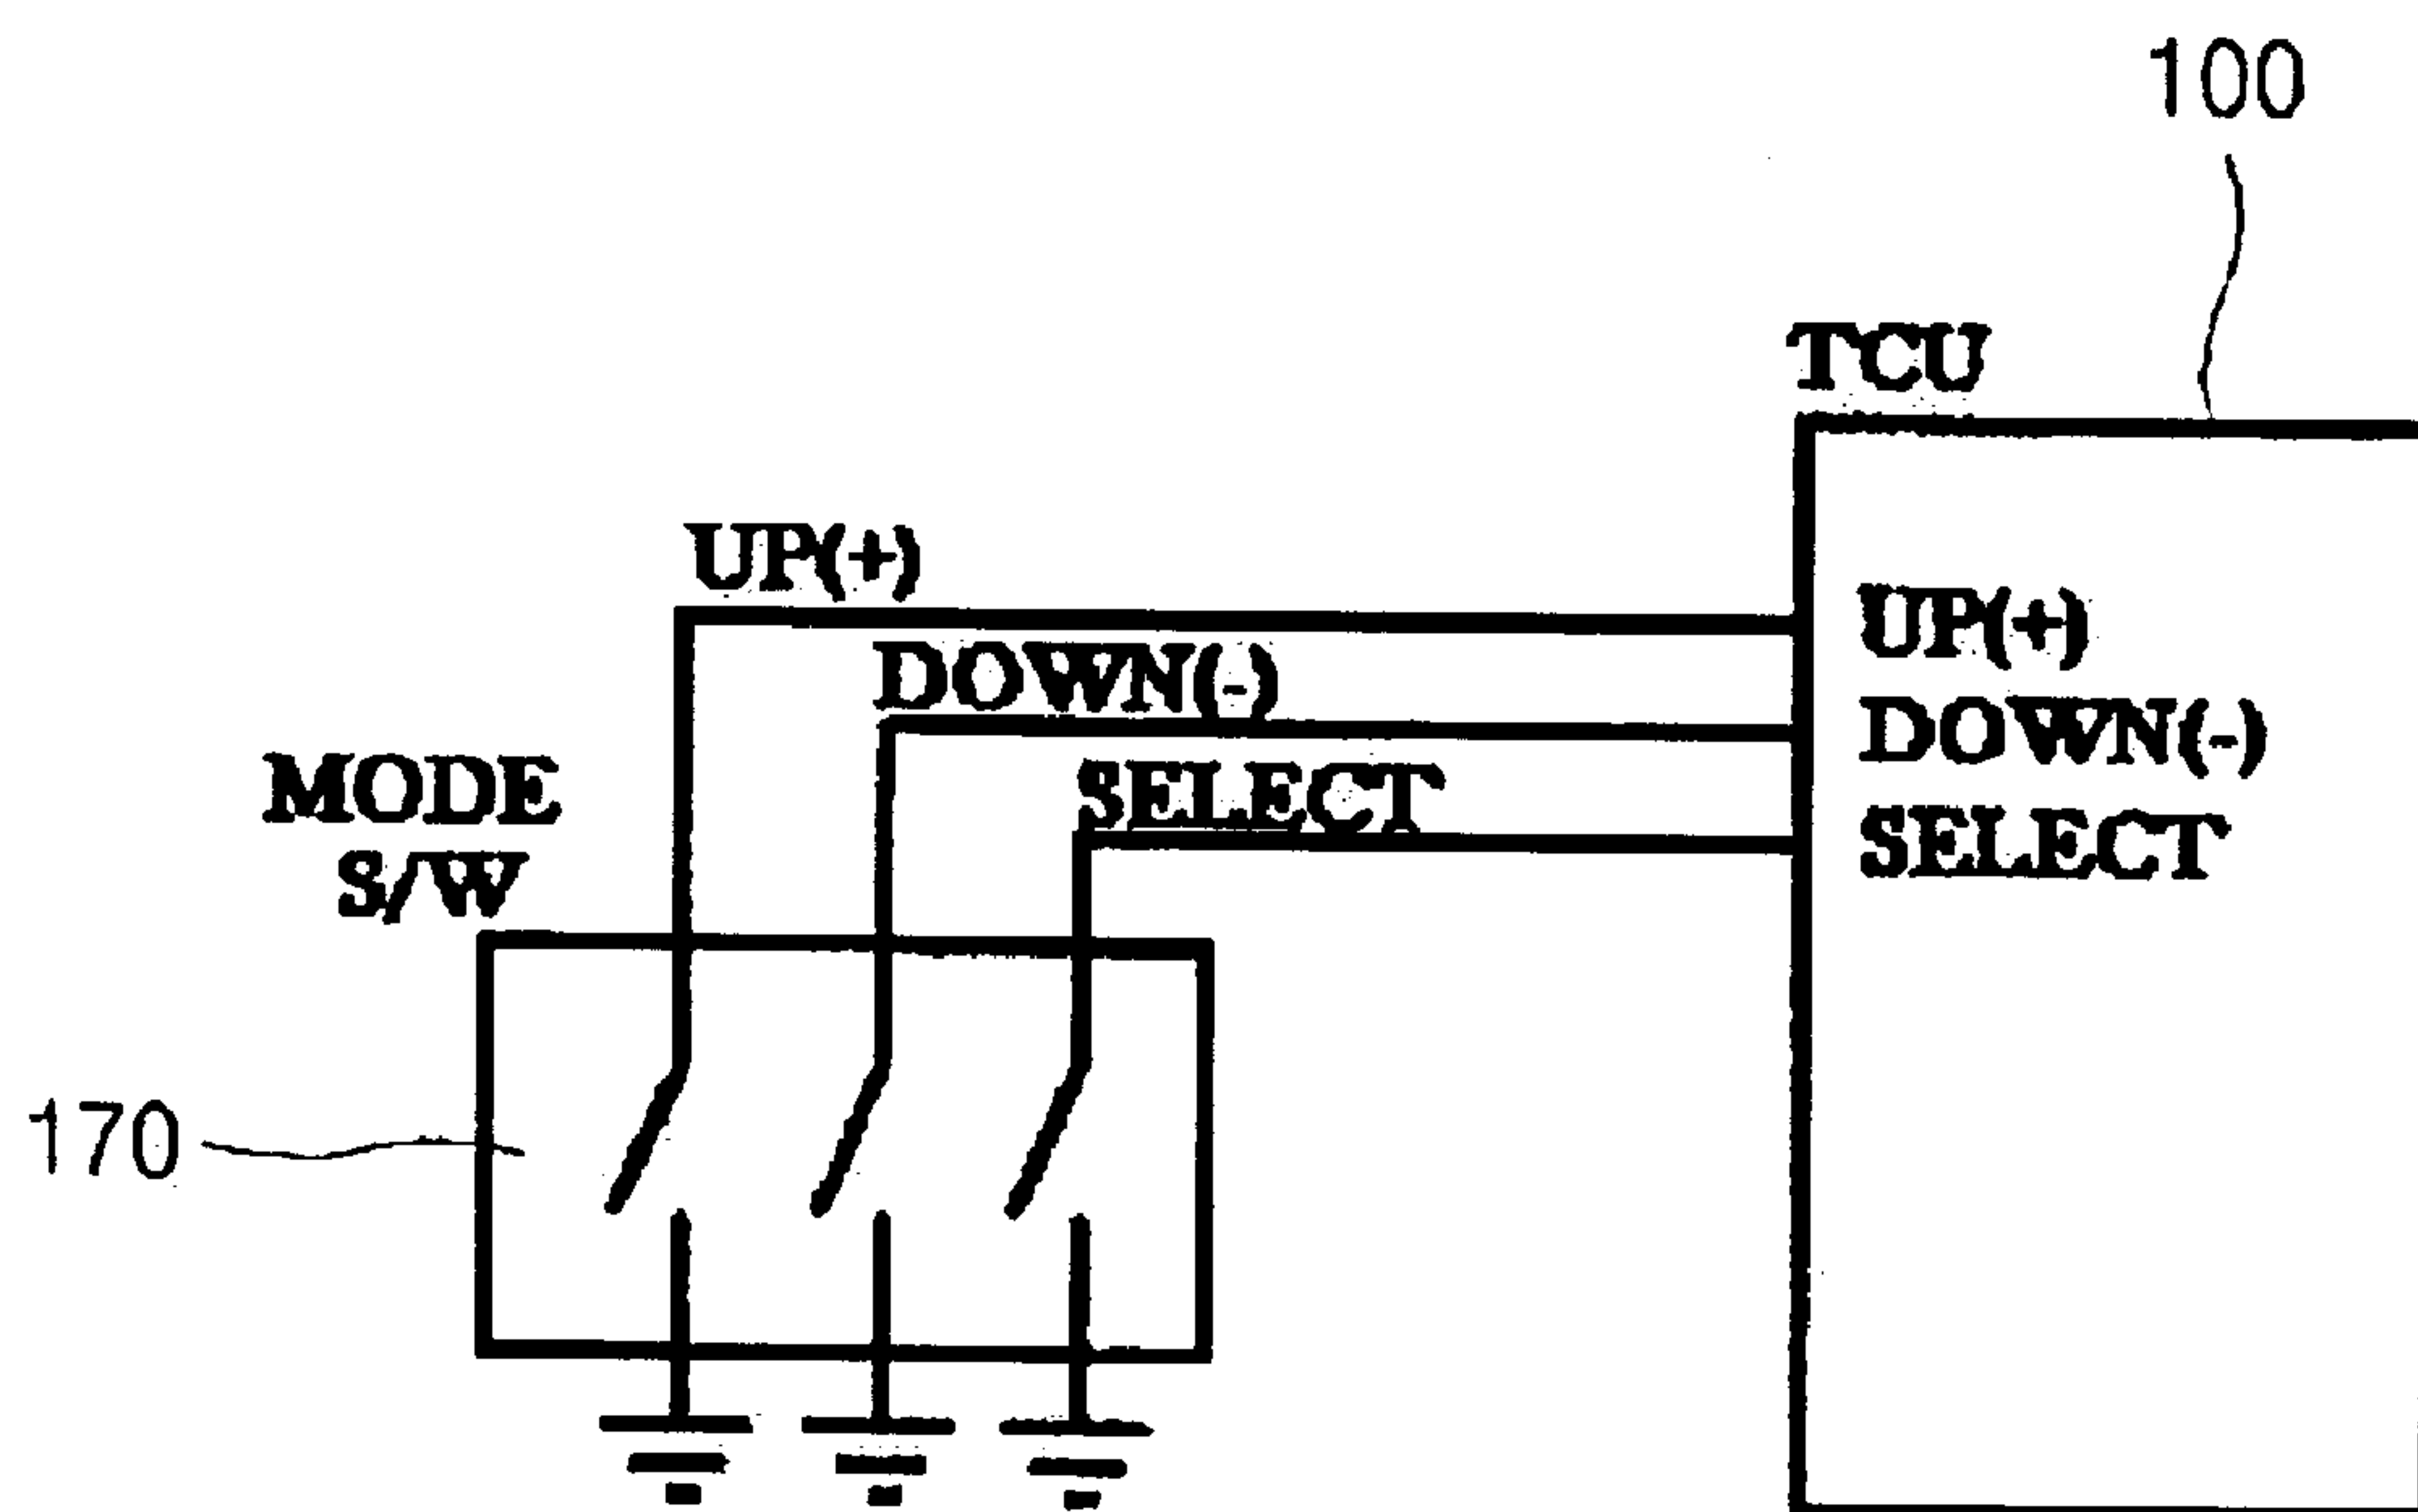 100
TCU
UP(+)
UP(+)
DOWN(-)
DOWN(-)
SELECT
SELECT
MODE
S/W
170